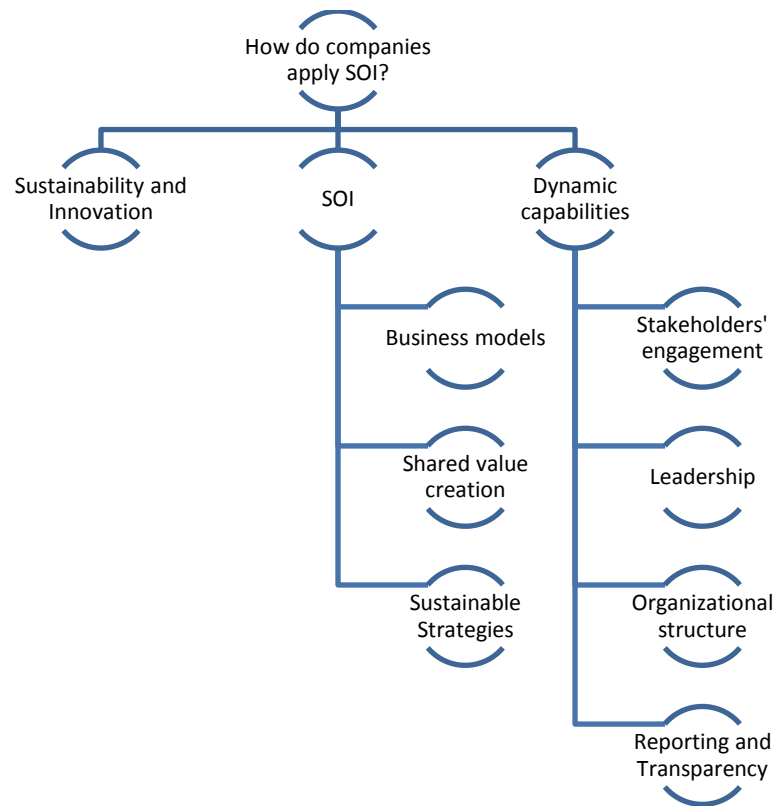 How do companies
apply SOI?
Sustainability and
Innovation
SOI
Dynamic
capabilities
Business models
Shared value
creation
Sustainable
Strategies
Stakeholders'
engagement
Leadership
Organizational
structure
Reporting and
Transparency